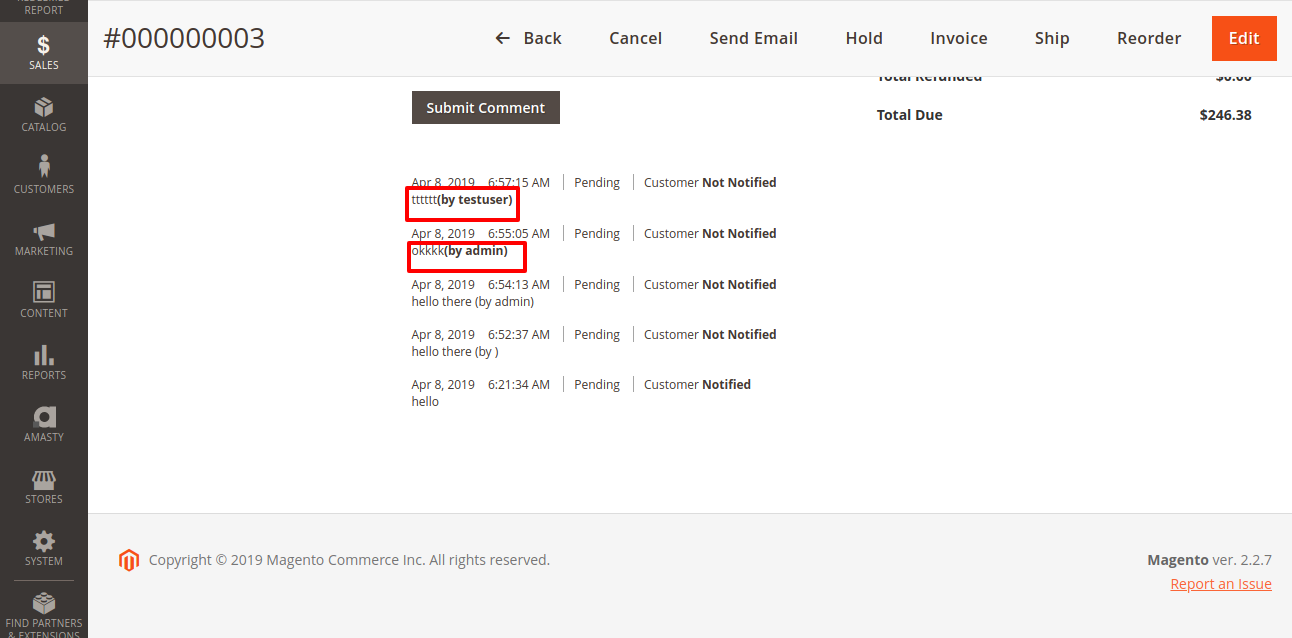 REPORT
#000000003
Back
Cancel
Send Email
Hold
Invoice
Ship
Reorder
Edit
$
SALES
CATALOG
CUSTOMERS
MARKETING
CONTENT
REPORTS
AMASTY
STORES
SYSTEM
FIND PARTNERS
& EXTENSIONS
Total Refunded $0.00
Submit Comment
Total Due $246.38
Apr 8, 2019 6:57:15 AM Pending Customer Not Notified
tttttt(by testuser)
Apr 8, 2019 6:55:05 AM Pending Customer Not Notified
okkkk(by admin)
Apr 8, 2019 6:54:13 AM Pending Customer Not Notified
hello there (by admin)
Apr 8, 2019 6:52:37 AM Pending Customer Not Notified
hello there (by )
Apr 8, 2019 6:21:34 AM Pending Customer Notified
hello
Copyright © 2019 Magento Commerce Inc. All rights reserved.
Magento ver. 2.2.7
Report an Issue